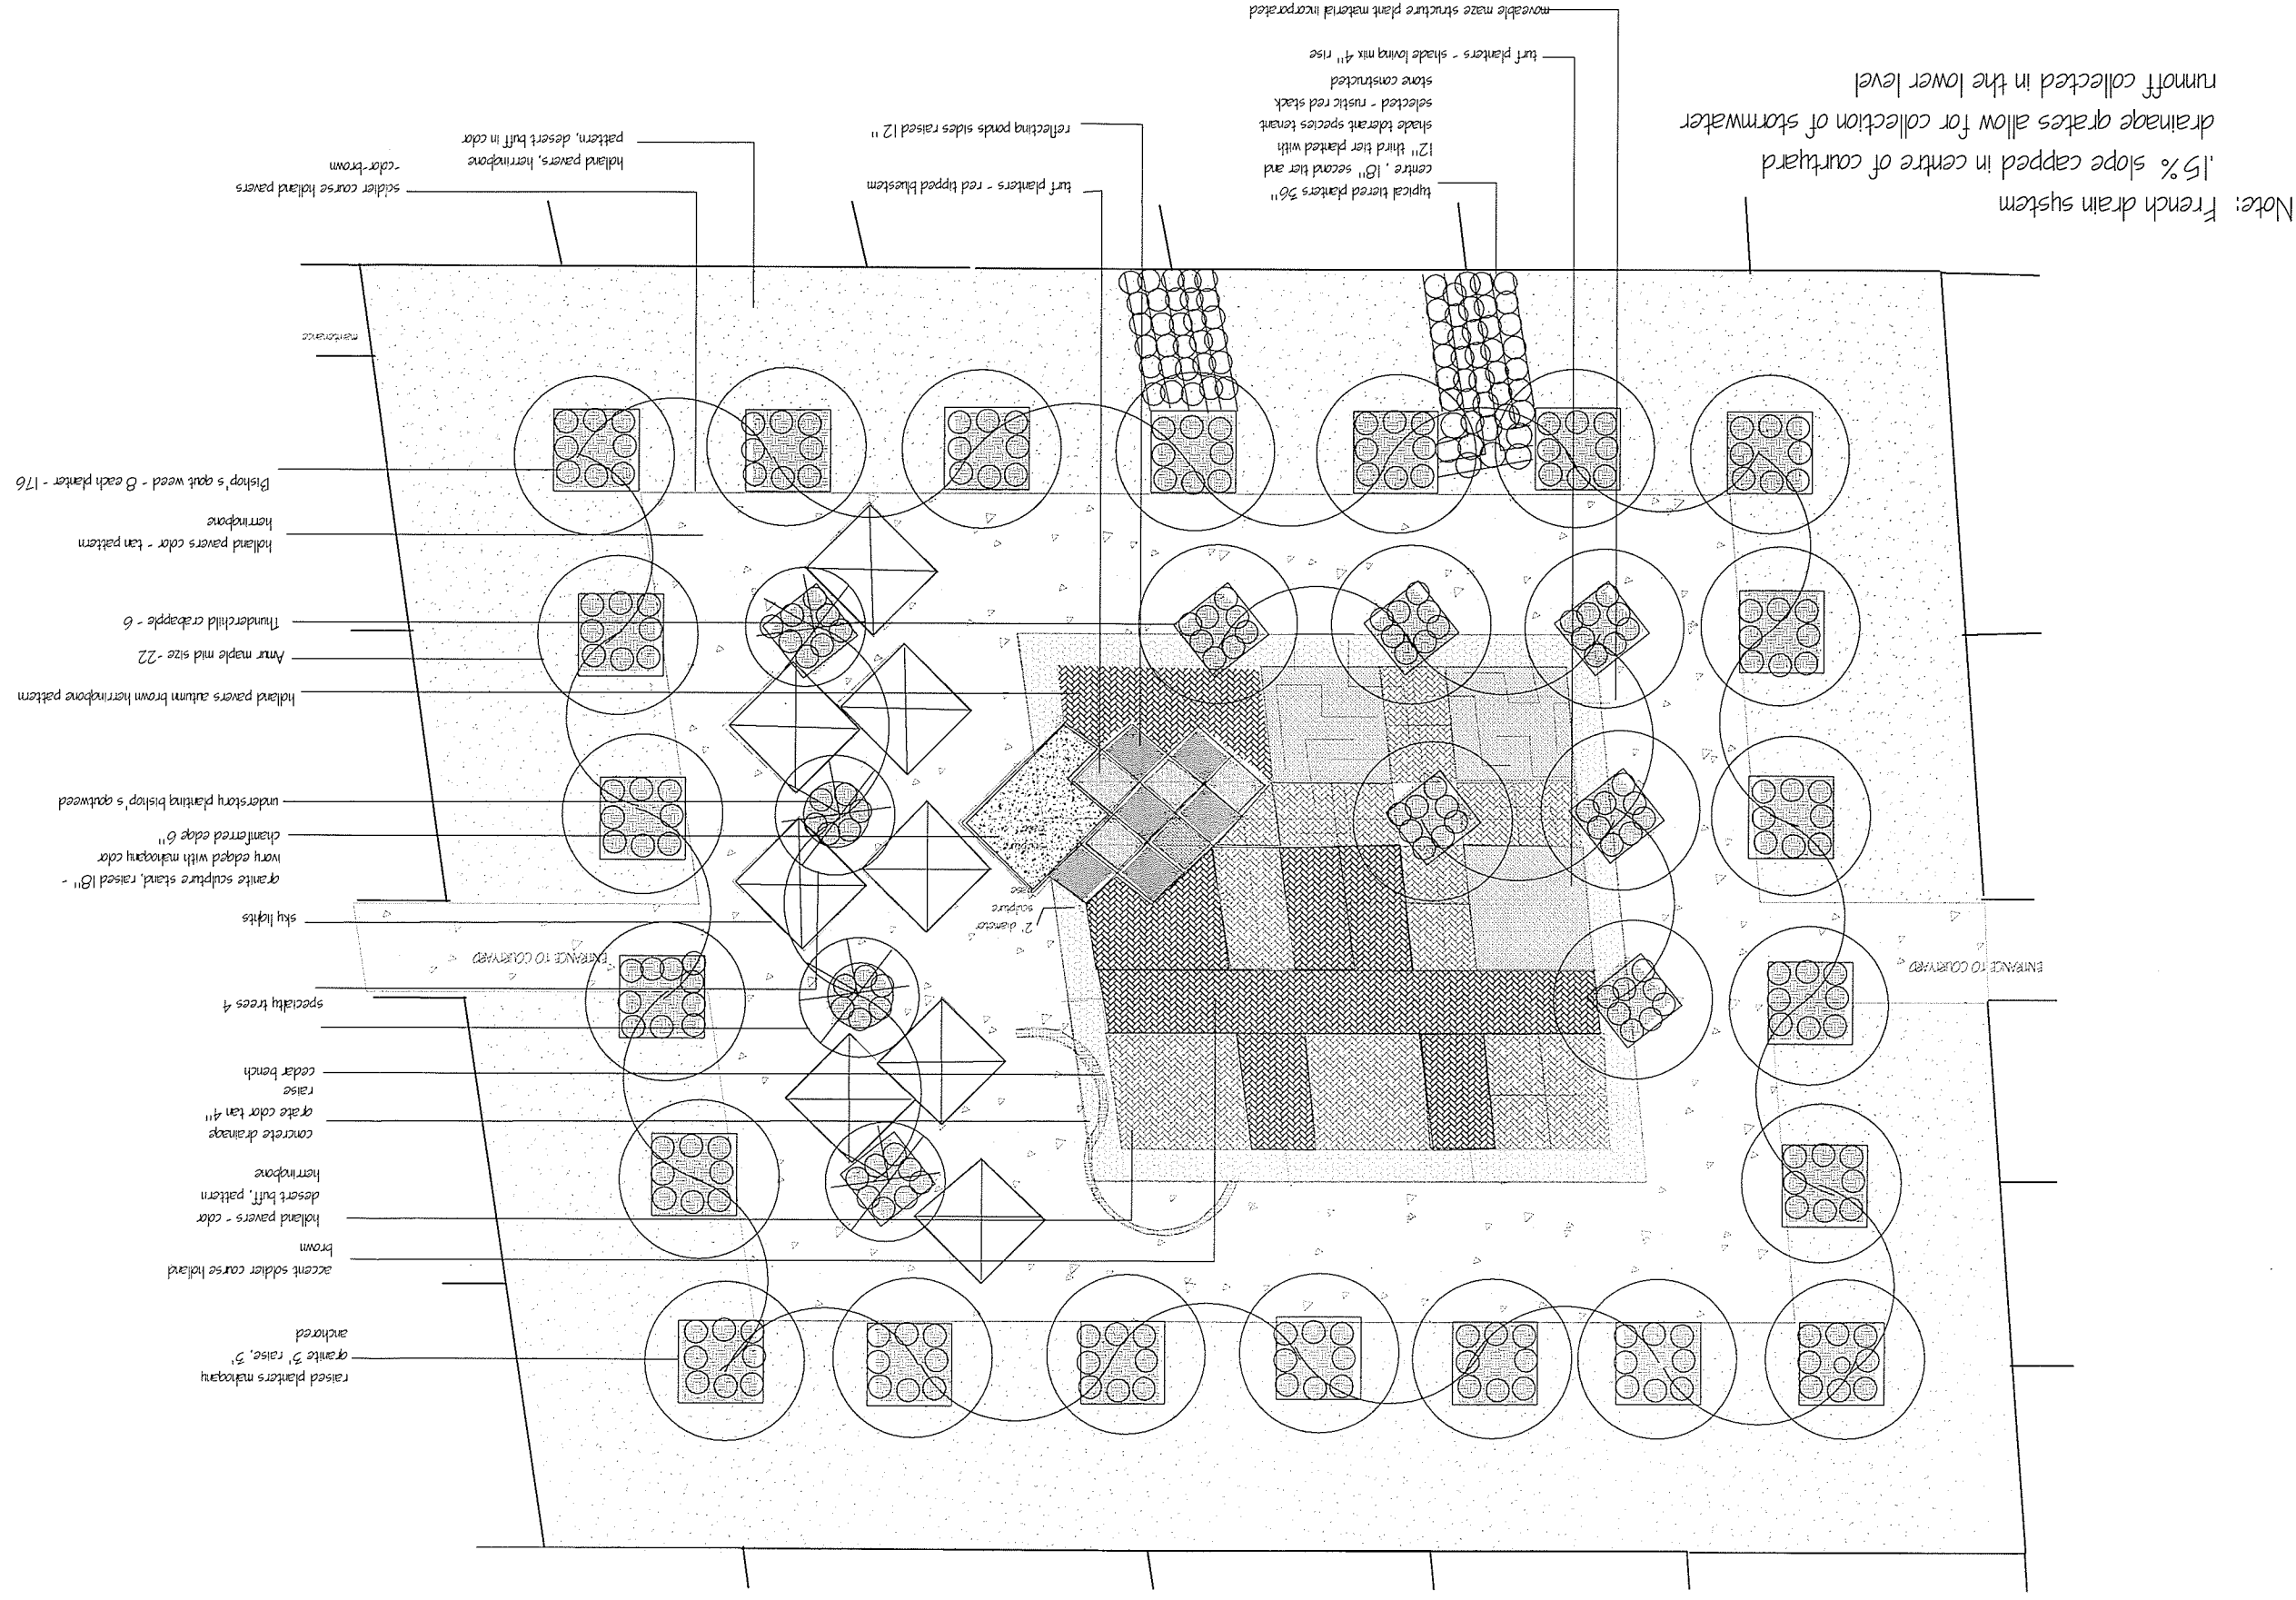 raised planters mahogany
granite 3' raise, 3'
anchored
accent soldier course holland
brown
holland pavers - color
desert buff, pattern
herringbone
concrete drainage
grate color tan 4"
raise
cedar bench
specialty trees 4
ENTRANCE TO COURTYARD
ENTRANCE TO COURTYARD
2' diameter
sculpture
sky lights
granite sculpture stand, raised 18" -
ivory edged with mahogany color
chamferred edge 6"
understory planting bishop's goutweed
holland pavers autumn brown herringbone pattern
Amur maple mid size -22
Thunderchild crabapple - 6
holland pavers color - tan pattern
herringbone
Bishop's gout weed - 8 each planter - 176
maintenance
Note: French drain system
.15% slope capped in centre of courtyard
drainage grates allow for collection of stormwater
runnoff collected in the lower level
typical tiered planters 36"
centre, 18" second tier and
12" third tier planted with
shade tolerant species tenant
selected - rustic red stack
stone constructed
turf planters - shade loving mix 4" rise
moveable maze structure plant material incorporated
turf planters - red tipped bluestem
reflecting ponds sides raised 12"
soldier course holland pavers
-color-brown
holland pavers, herringbone
pattern, desert buff in color